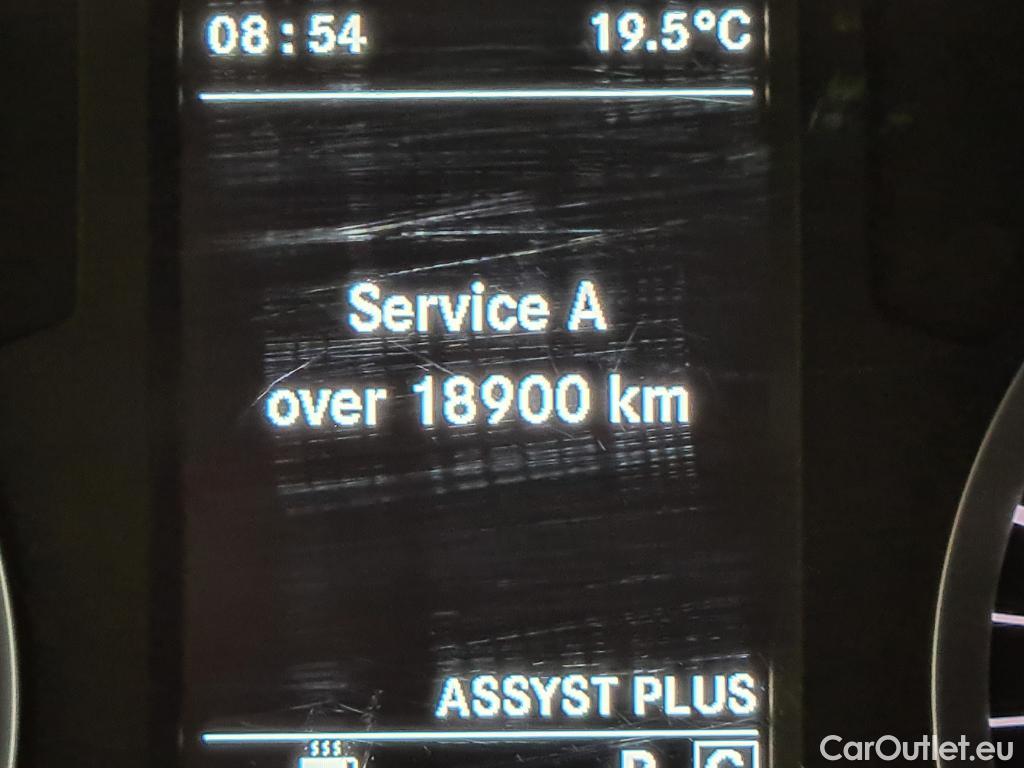 08:54 19.5°C
Service A
over 18900 km
ASSYST PLUS
CarOutlet.eu